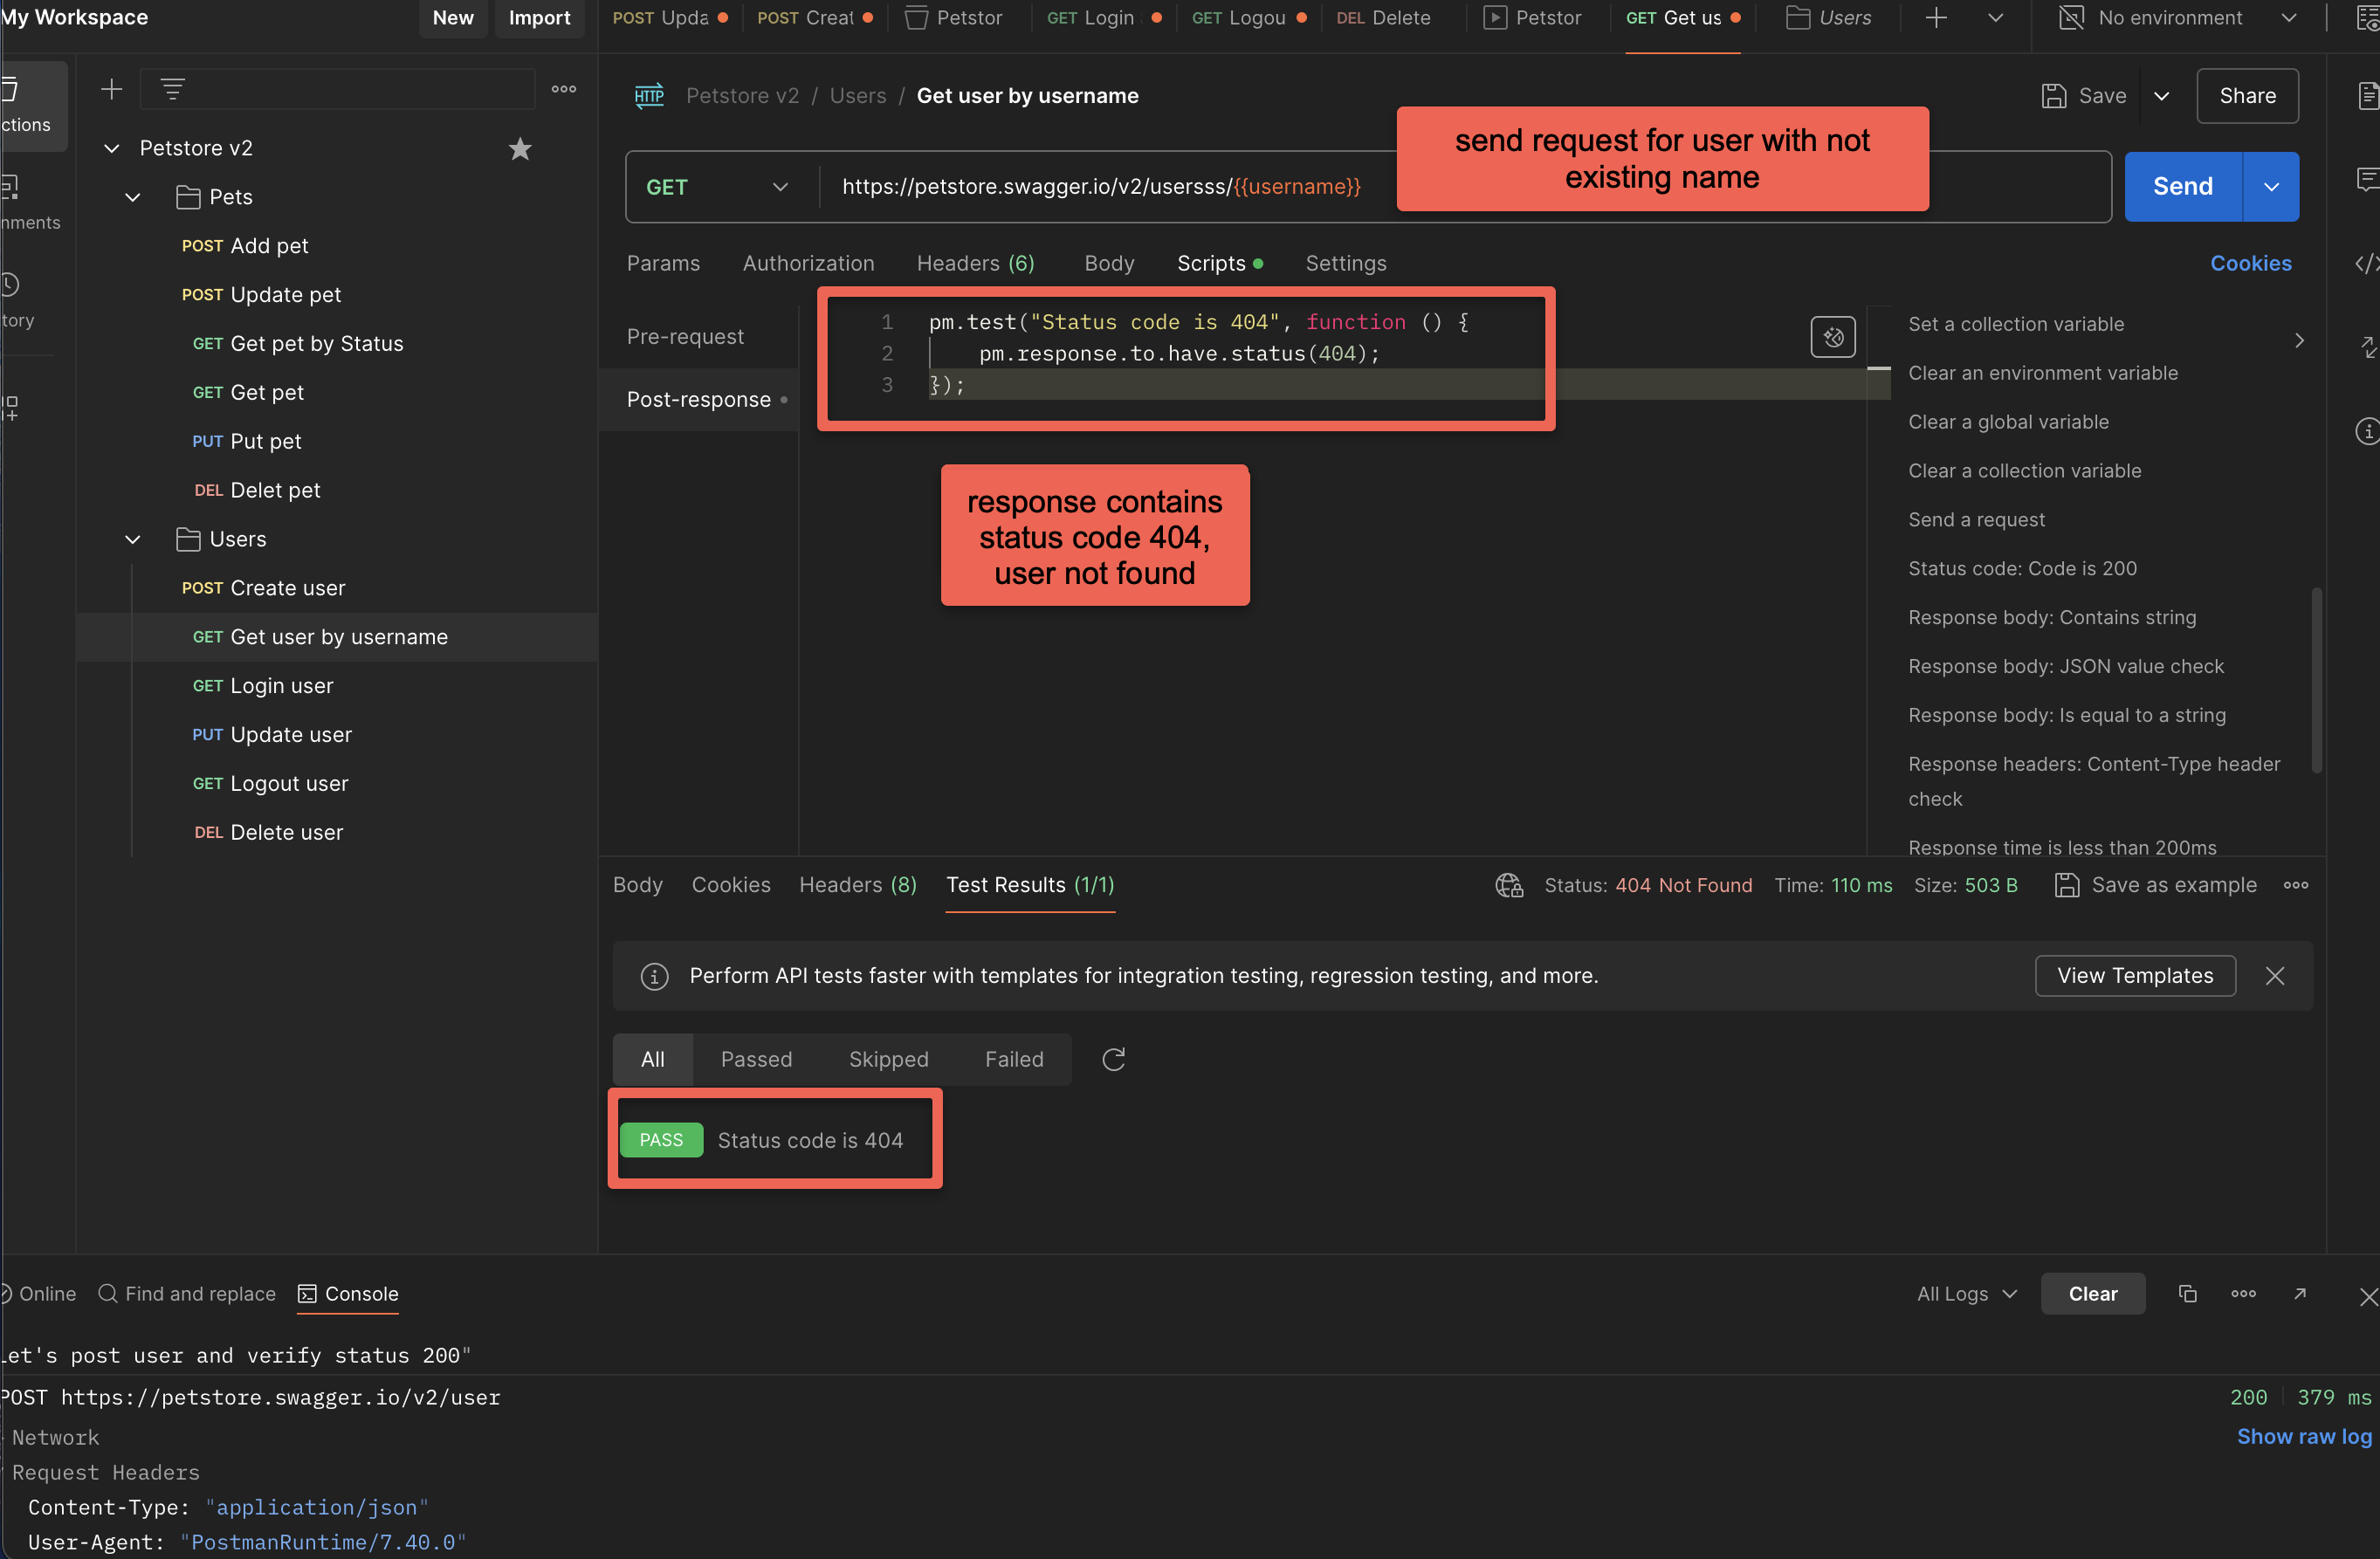 My Workspace
New
Import
POST Upda
POST Creat
Petstor
GET Login
GET Logou
DEL Delete
Petstor
GET Get us
Users
No environment
ctions
nments
tory
Petstore v2
Pets
POST Add pet
POST Update pet
GET Get pet by Status
GET Get pet
PUT Put pet
DEL Delet pet
Users
POST Create user
GET Get user by username
GET Login user
PUT Update user
GET Logout user
DEL Delete user
HTTP Petstore v2 / Users / Get user by username
Save
Share
GET
https://petstore.swagger.io/v2/usersss/{{username}}
send request for user with not
existing name
Send
Params
Authorization
Headers (6)
Body
Scripts
Settings
Cookies
Pre-request
Post-response
1 pm.test("Status code is 404", function () {
2 pm.response.to.have.status(404);
3 });
response contains
status code 404,
user not found
Set a collection variable
Clear an environment variable
Clear a global variable
Clear a collection variable
Send a request
Status code: Code is 200
Response body: Contains string
Response body: JSON value check
Response body: Is equal to a string
Response headers: Content-Type header
check
Response time is less than 200ms
Body
Cookies
Headers (8)
Test Results (1/1)
Status: 404 Not Found
Time: 110 ms
Size: 503 B
Save as example
Perform API tests faster with templates for integration testing, regression testing, and more.
View Templates
All
Passed
Skipped
Failed
PASS
Status code is 404
Online
Find and replace
Console
All Logs
Clear
et's post user and verify status 200"
POST https://petstore.swagger.io/v2/user
200
379 ms
Network
Show raw log
Request Headers
Content-Type: "application/json"
User-Agent: "PostmanRuntime/7.40.0"